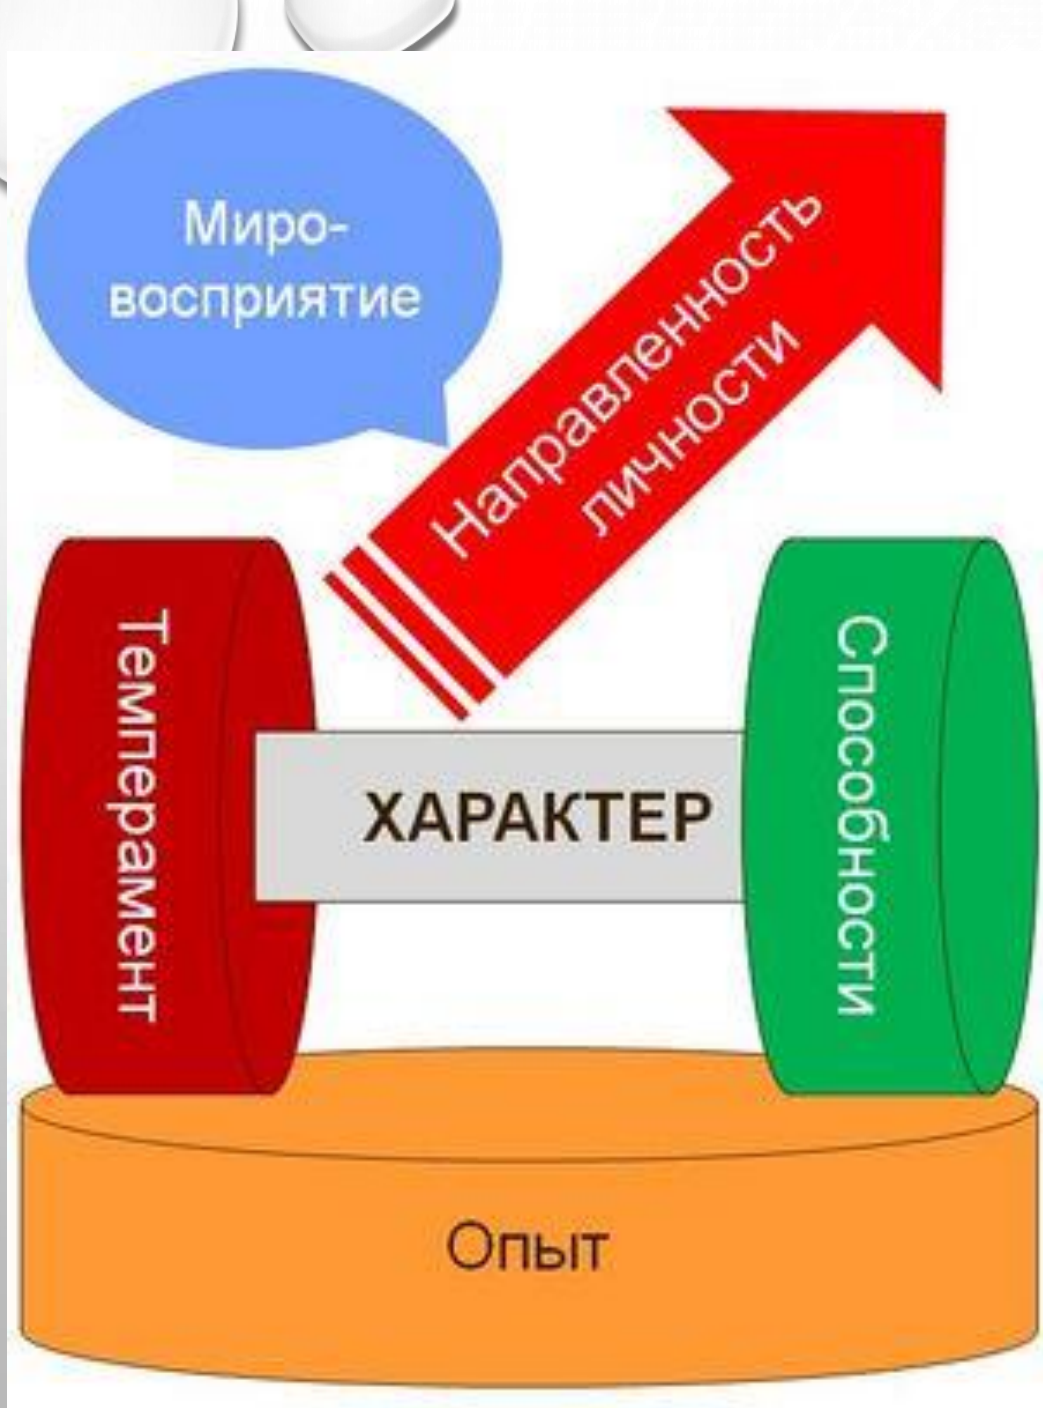 Миро-
восприятие
Направленность
личности
Темперамент
ХАРАКТЕР
Способности
Опыт